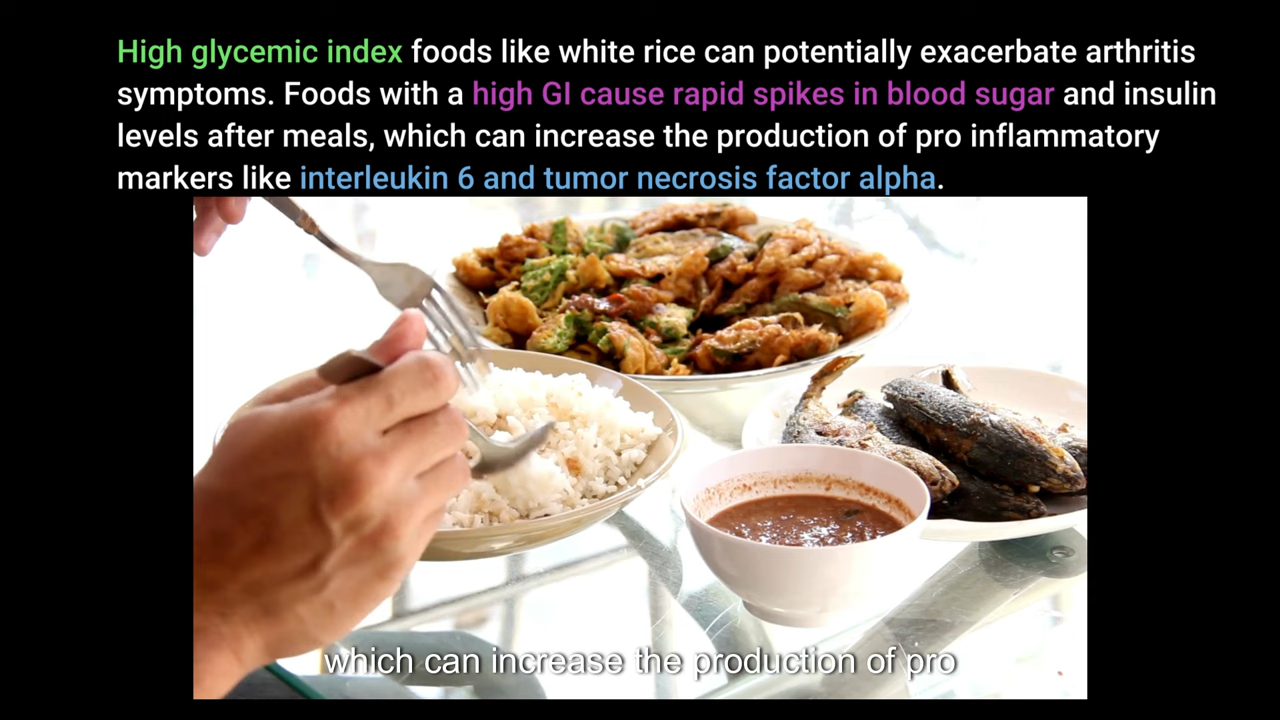 High glycemic index foods like white rice can potentially exacerbate arthritis
symptoms. Foods with a high GI cause rapid spikes in blood sugar and insulin
levels after meals, which can increase the production of pro inflammatory
markers like interleukin 6 and tumor necrosis factor alpha.
which can increase the production of pro